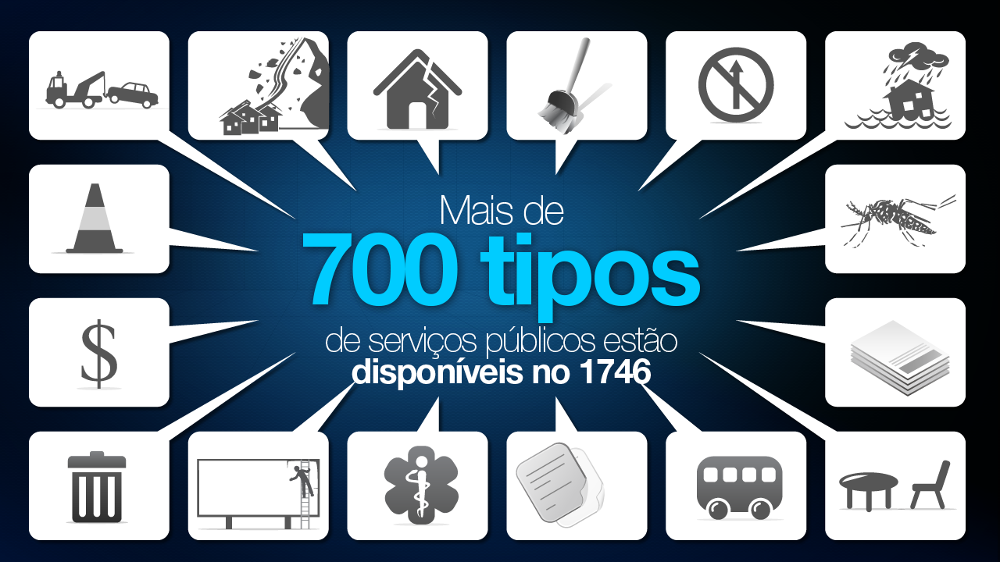 Mais de
700 tipos
de serviços públicos estão
disponíveis no 1746
$